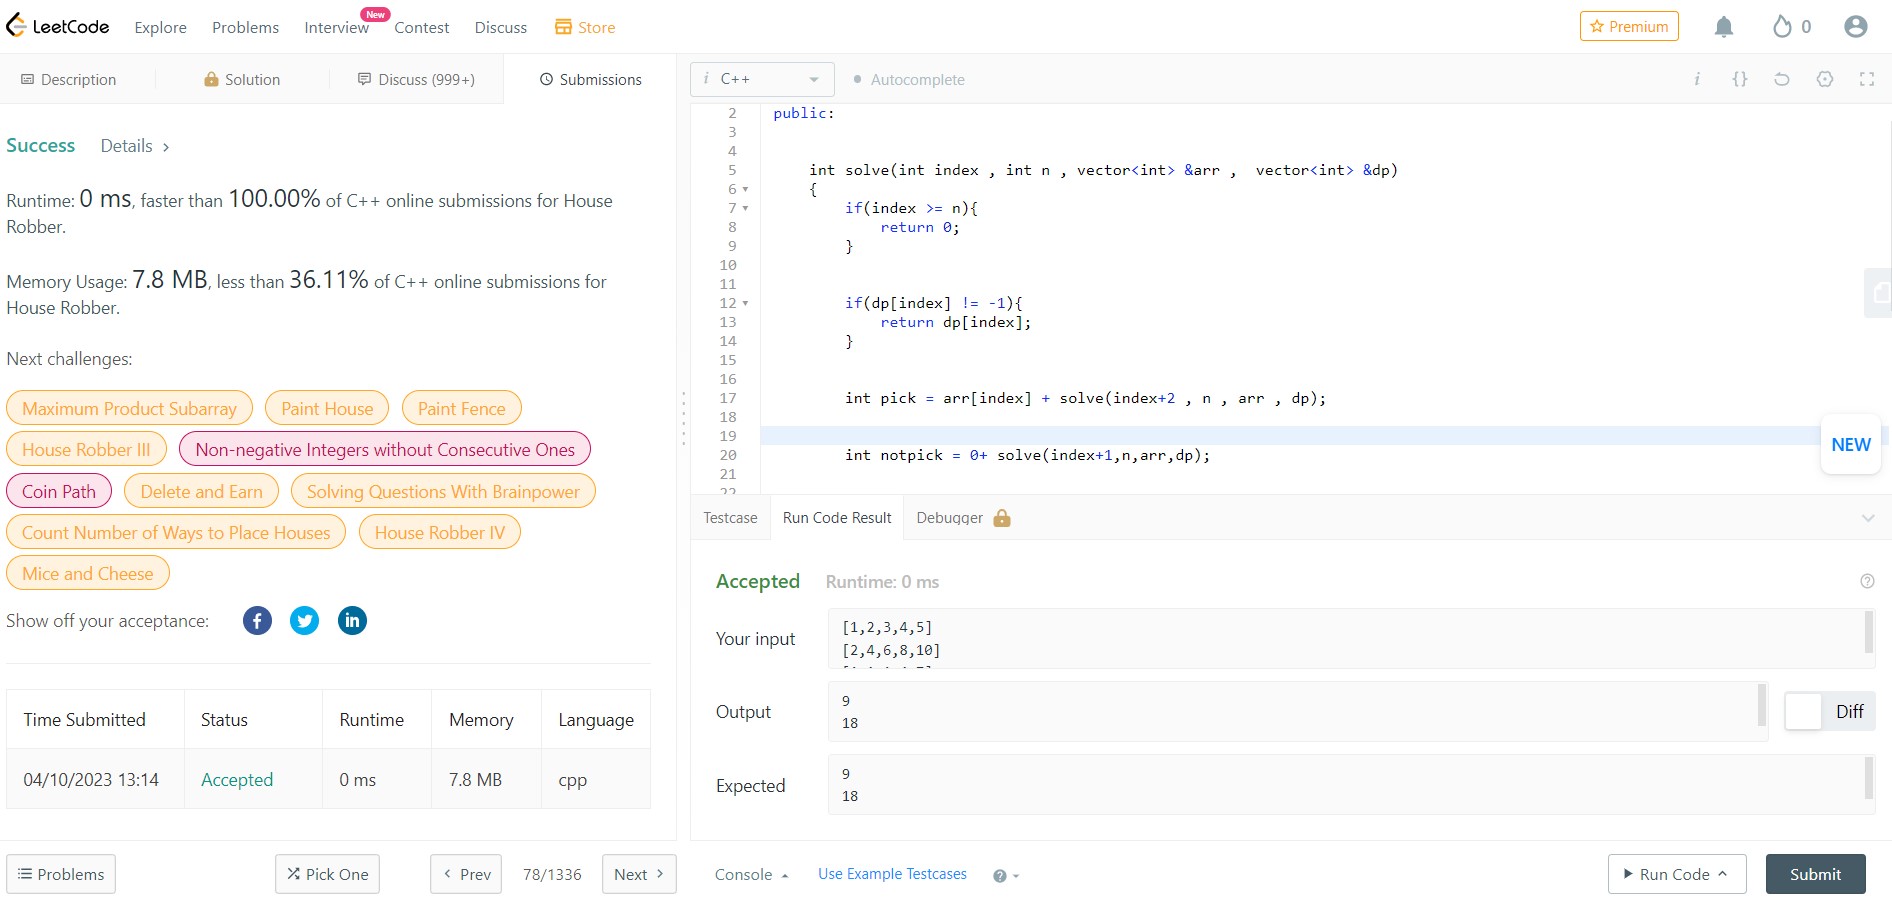 LeetCode Explore Problems Interview New Contest Discuss Store Premium 0
Description Solution Discuss (999+) Submissions
Success Details >
Runtime: 0 ms, faster than 100.00% of C++ online submissions for House
Robber.
Memory Usage: 7.8 MB, less than 36.11% of C++ online submissions for
House Robber.
Next challenges:
Maximum Product Subarray Paint House Paint Fence
House Robber III Non-negative Integers without Consecutive Ones
Coin Path Delete and Earn Solving Questions With Brainpower
Count Number of Ways to Place Houses House Robber IV
Mice and Cheese
Show off your acceptance:
Time Submitted Status Runtime Memory Language
04/10/2023 13:14 Accepted 0 ms 7.8 MB cpp
Problems Pick One < Prev 78/1336 Next >
i C++ Autocomplete i {}
2 public:
3
4
5 int solve(int index , int n , vector<int> &arr , vector<int> &dp)
6 {
7 if(index >= n){
8 return 0;
9 }
10
11
12 if(dp[index] != -1){
13 return dp[index];
14 }
15
16
17 int pick = arr[index] + solve(index+2 , n , arr , dp);
18
19
20 int notpick = 0+ solve(index+1,n,arr,dp);
21
22
NEW
Testcase Run Code Result Debugger
Accepted Runtime: 0 ms
Your input
[1,2,3,4,5]
[2,4,6,8,10]
Output
9
18
Diff
Expected
9
18
Console Use Example Testcases Run Code Submit